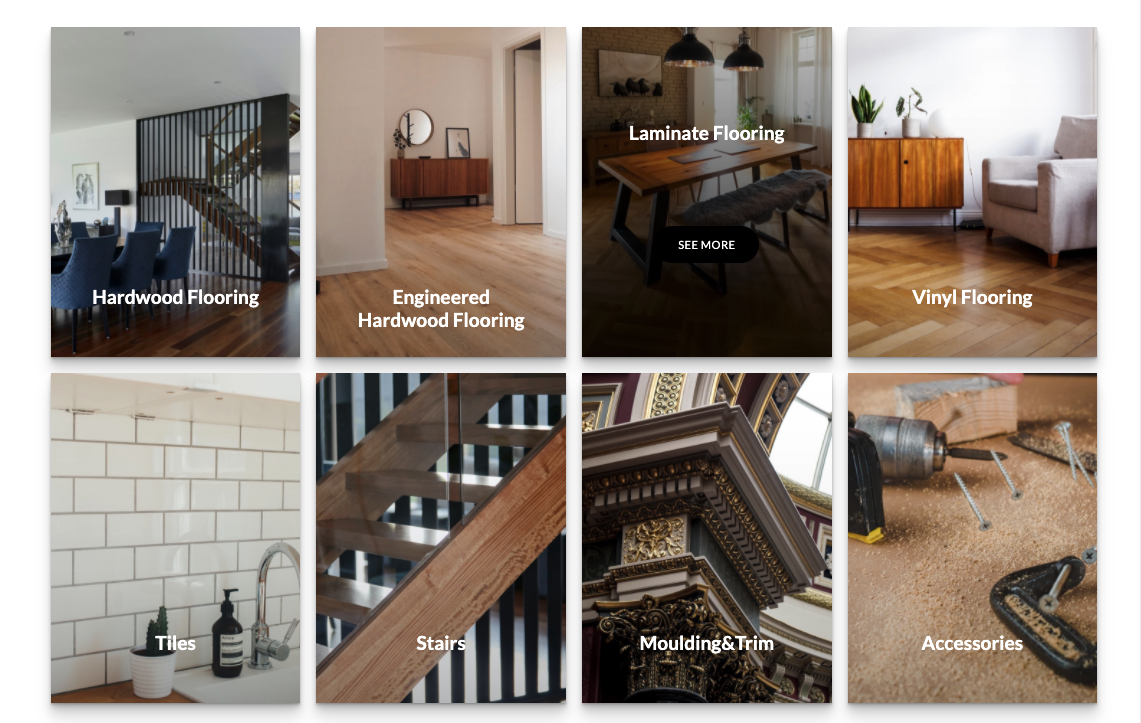 Hardwood Flooring
Engineered
Hardwood Flooring
Laminate Flooring
SEE MORE
Vinyl Flooring
Tiles
Stairs
Moulding&Trim
Accessories